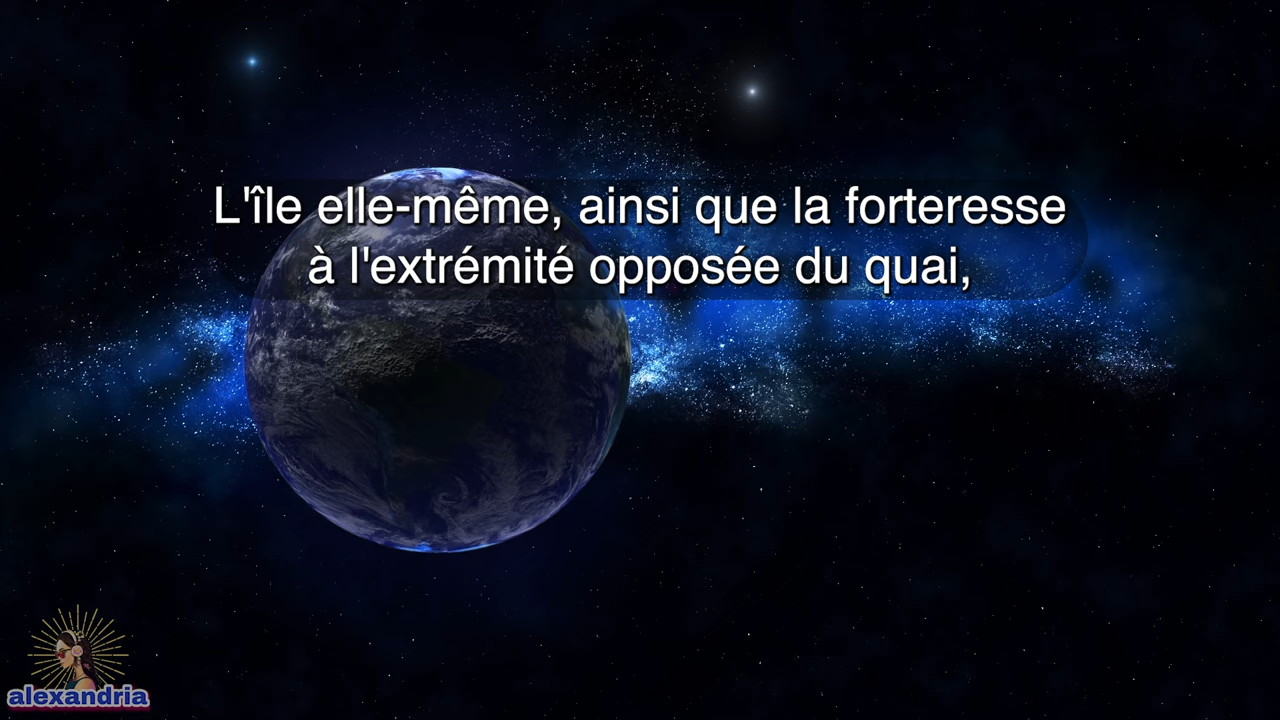 L'île elle-même, ainsi que la forteresse
à l'extrémité opposée du quai,
alexandria